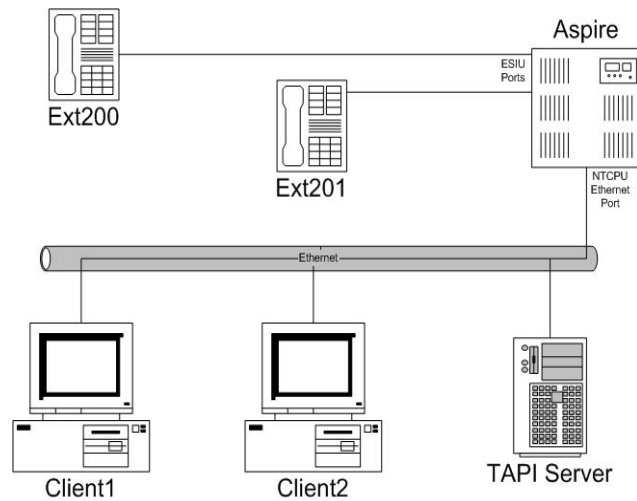 Aspire
ESIU
Ports
Ext200
Ext201
NTCPU
Ethernet
Port
Ethernet
Client1
Client2
TAPI Server